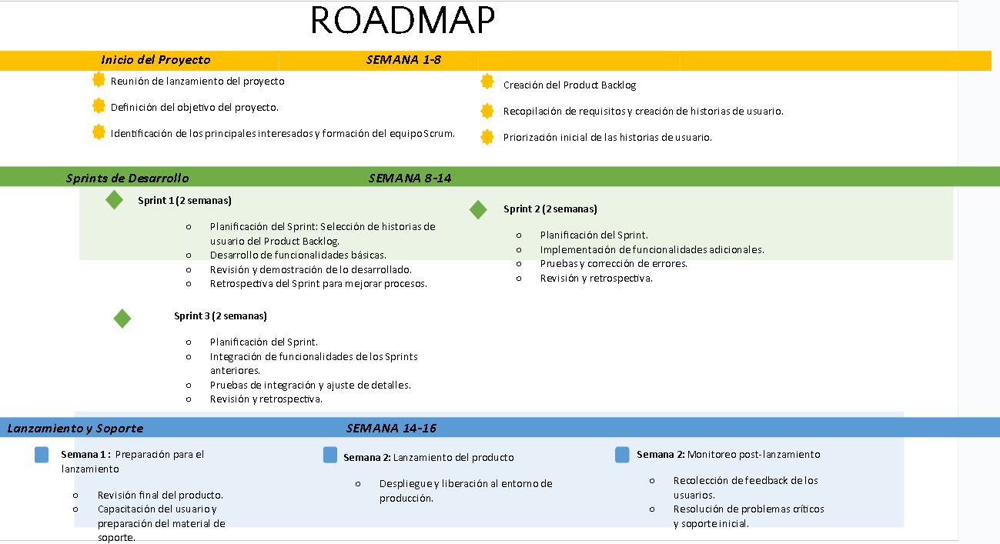 ROADMAP
Inicio del Proyecto SEMANA 1-8
Reunión de lanzamiento del proyecto
Definición del objetivo del proyecto.
Identificación de los principales interesados y formación del equipo Scrum.
Creación del Product Backlog
Recopilación de requisitos y creación de historias de usuario.
Priorización inicial de las historias de usuario.
Sprints de Desarrollo SEMANA 8-14
Sprint 1 (2 semanas)
o Planificación del Sprint: Selección de historias de
usuario del Product Backlog.
o Desarrollo de funcionalidades básicas.
o Revisión y demostración de lo desarrollado.
o Retrospectiva del Sprint para mejorar procesos.
Sprint 2 (2 semanas)
o Planificación del Sprint.
o Implementación de funcionalidades adicionales.
o Pruebas y corrección de errores.
o Revisión y retrospectiva.
Sprint 3 (2 semanas)
o Planificación del Sprint.
o Integración de funcionalidades de los Sprints
anteriores.
o Pruebas de integración y ajuste de detalles.
o Revisión y retrospectiva.
Lanzamiento y Soporte SEMANA 14-16
Semana 1 : Preparación para el
lanzamiento
o Revisión final del producto.
o Capacitación del usuario y
preparación del material de
soporte.
Semana 2: Lanzamiento del producto
o Despliegue y liberación al entorno de
producción.
Semana 2: Monitoreo post-lanzamiento
o Recolección de feedback de los
usuarios.
o Resolución de problemas críticos
y soporte inicial.